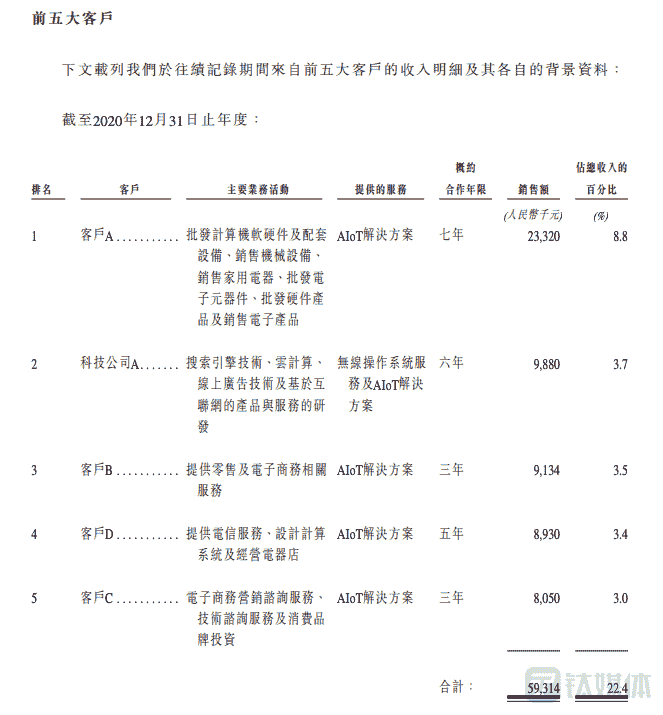 前五大客戶
下文載列我們於往績記錄期間來自前五大客戶的收入明細及其各自的背景資料：
截至2020年12月31日止年度：
概約 佔總收入的
排名 客戶 主要業務活動 提供的服務 合作年限 銷售額 百分比
(人民幣千元) (%)
1 客戶A........... 批發計算機軟硬件及配套 AIoT解決方案 七年 23,320 8.8
設備、銷售機械設備、
銷售家用電器、批發電
子元器件、批發硬件產
品及銷售電子產品
2 科技公司A....... 搜索引擎技術、雲計算、 無線操作系統服 六年 9,880 3.7
線上廣告技術及基於互 務及AIoT解決
聯網的產品與服務的研 方案
發
3 客戶B........... 提供零售及電子商務相關 AIoT解決方案 三年 9,134 3.5
服務
4 客戶D........... 提供電信服務、設計計算 AIoT解決方案 五年 8,930 3.4
系統及經營電器店
5 客戶C........... 電子商務營銷諮詢服務、 AIoT解決方案 三年 8,050 3.0
技術諮詢服務及消費品
牌投資
合計： 59,314 22.4
钛媒体